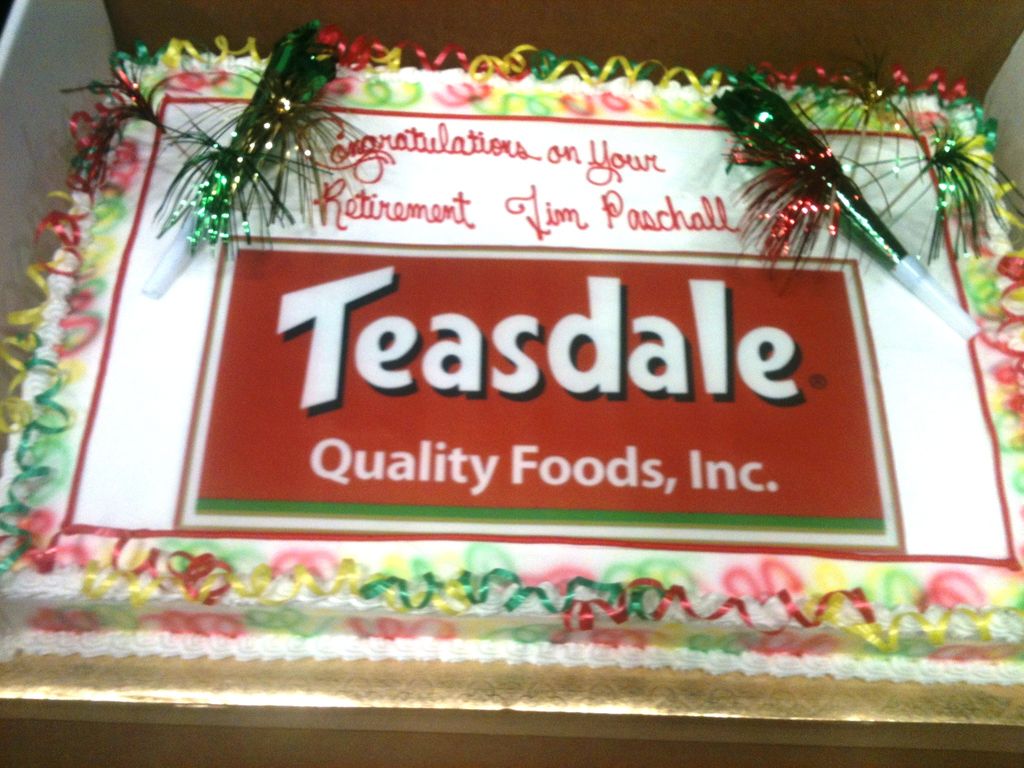 Congratulations on Your
Retirement Jim Paschall
Teasdale®
Quality Foods, Inc.